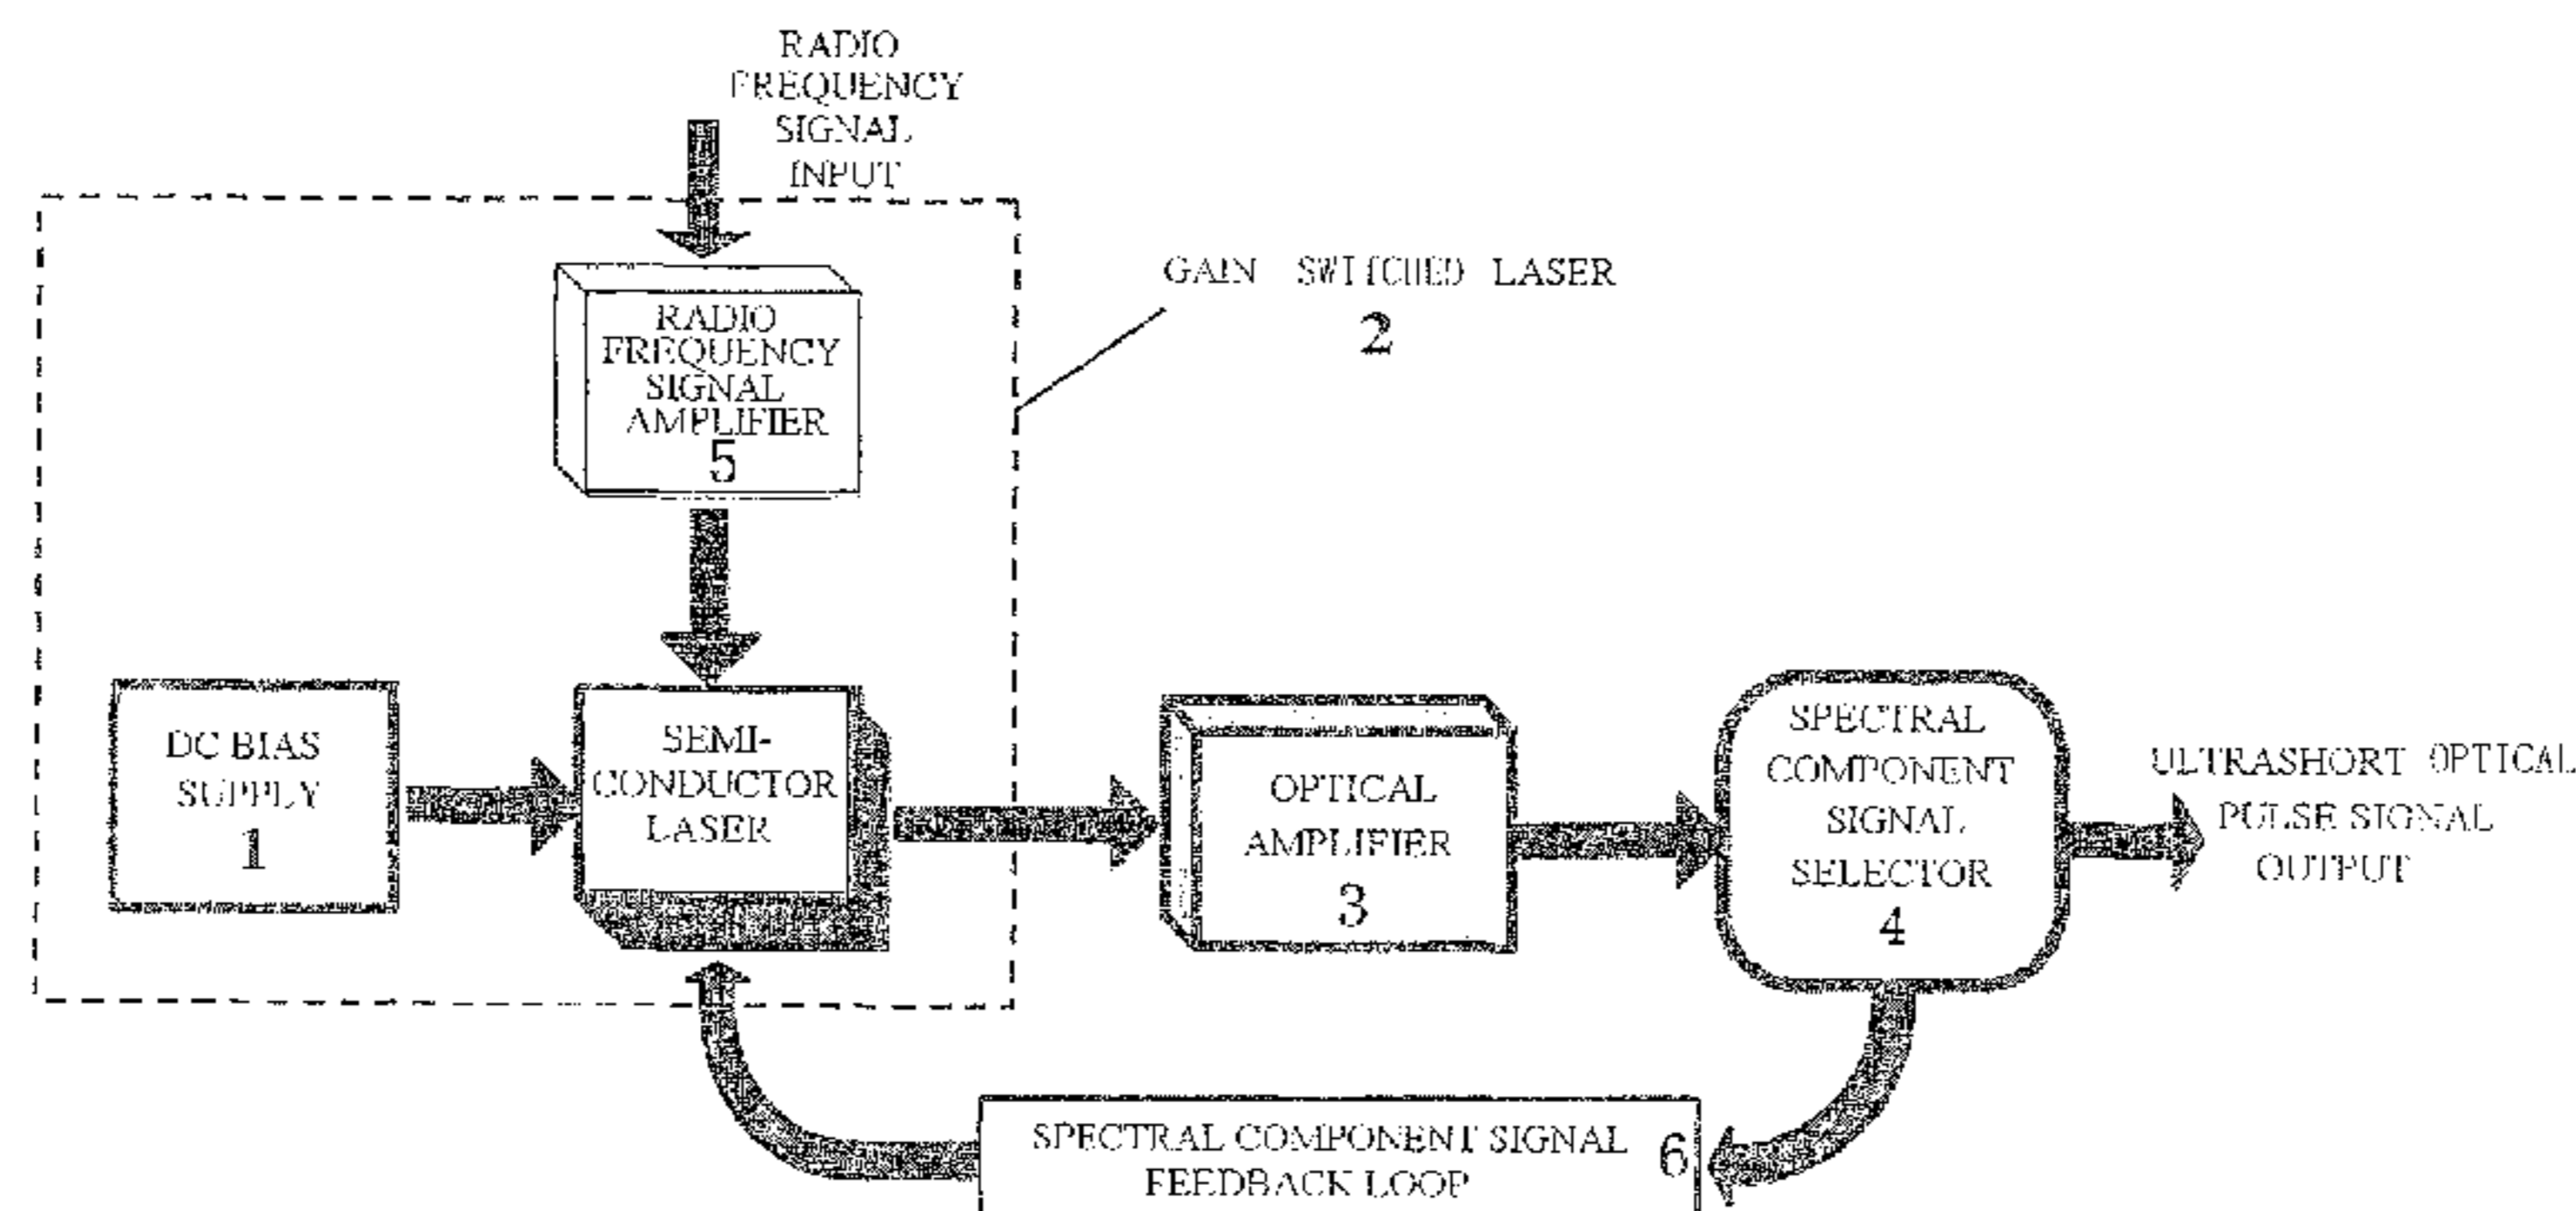 RADIO
FREQUENCY
SIGNAL
INPUT
GAIN SWITCHED LASER
2
RADIO
FREQUENCY
SIGNAL
AMPLIFIER
5
DC BIAS
SUPPLY
1
SEMI-
CONDUCTOR
LASER
OPTICAL
AMPLIFIER
3
SPECTRAL
COMPONENT
SIGNAL
SELECTOR
4
ULTRASHORT OPTICAL
PULSE SIGNAL
OUTPUT
SPECTRAL COMPONENT SIGNAL
FEEDBACK LOOP
6